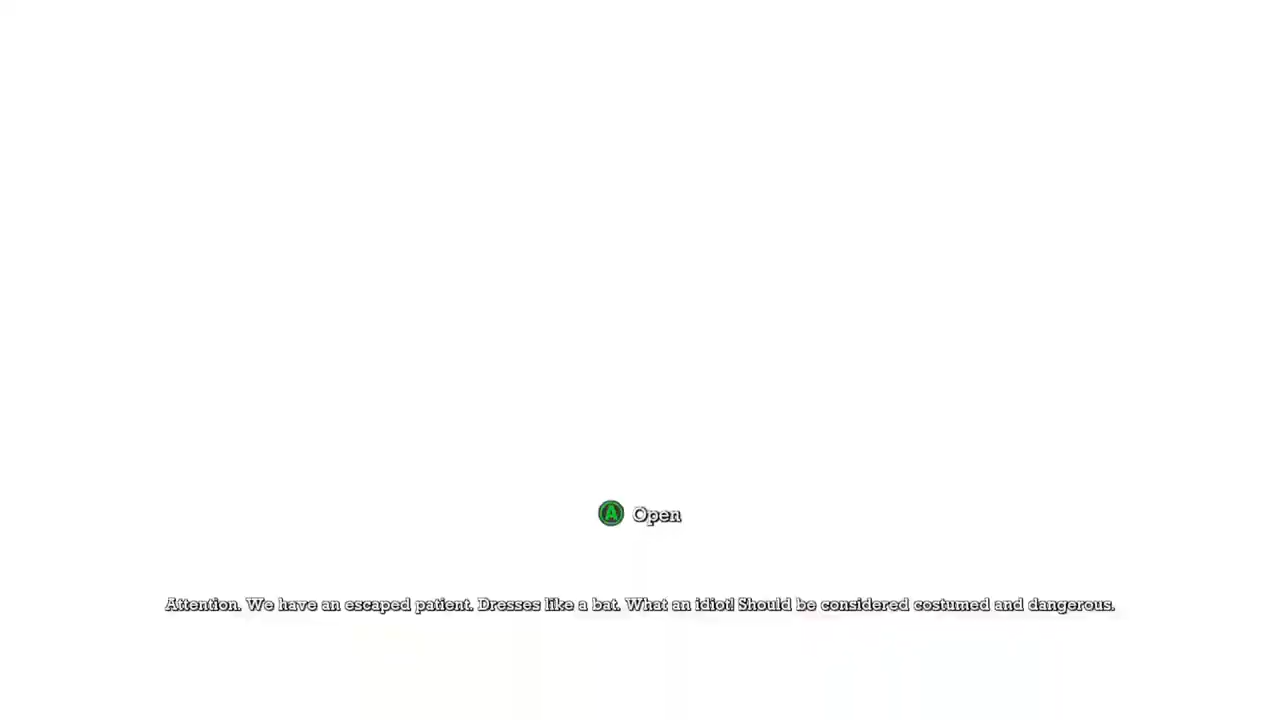 A Open
Attention. We have an escaped patient. Dresses like a bat. What an idiot! Should be considered costumed and dangerous.